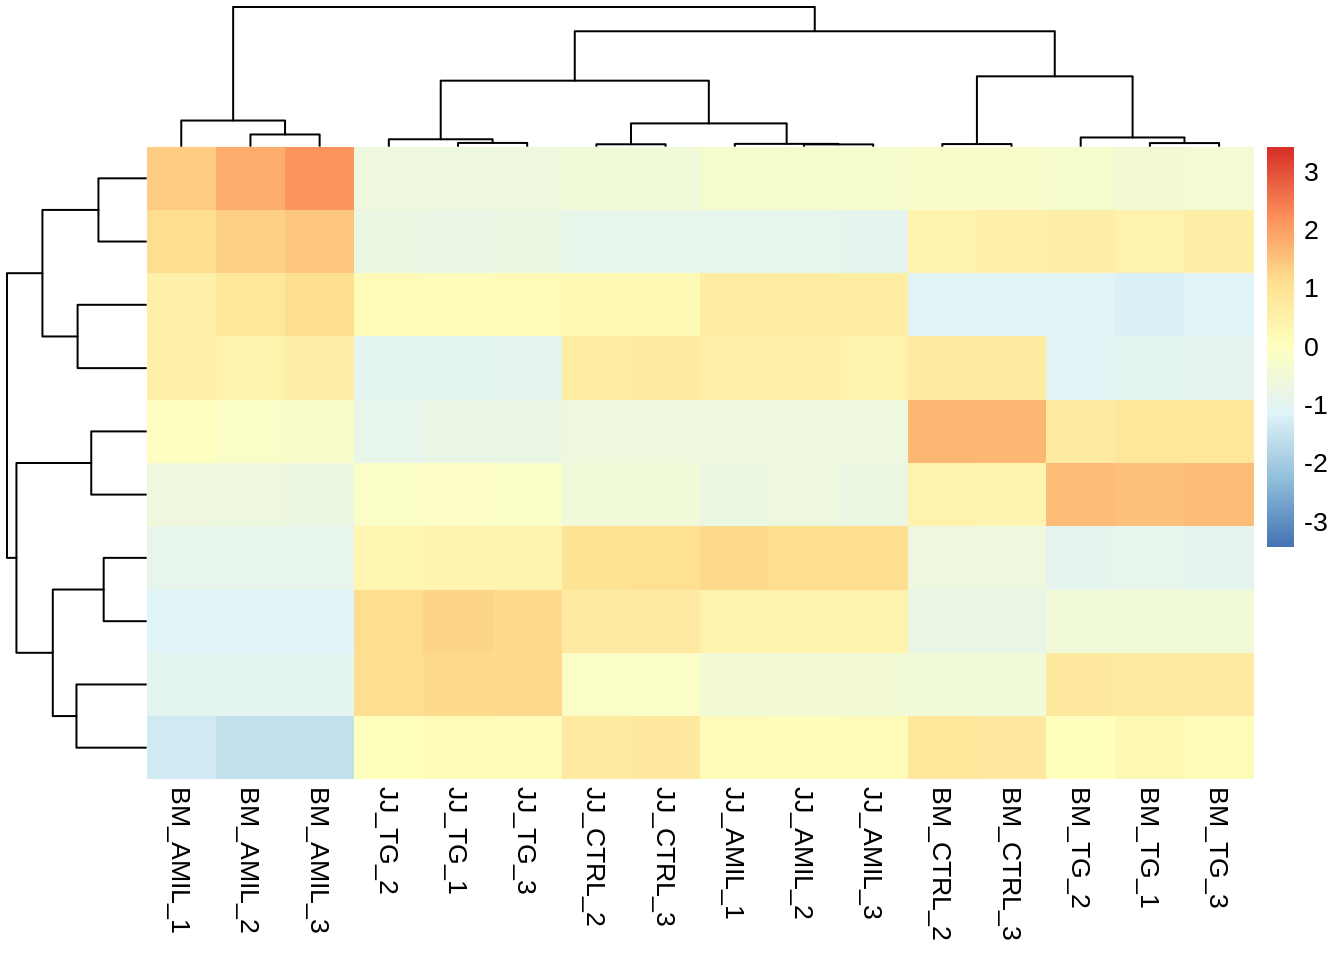 3
2
1
0
-1
-2
-3
BM_AMIL_1
BM_AMIL_2
BM_AMIL_3
JJ_TG_2
JJ_TG_1
JJ_TG_3
JJ_CTRL_2
JJ_CTRL_3
JJ_AMIL_1
JJ_AMIL_2
JJ_AMIL_3
BM_CTRL_2
BM_CTRL_3
BM_TG_2
BM_TG_1
BM_TG_3